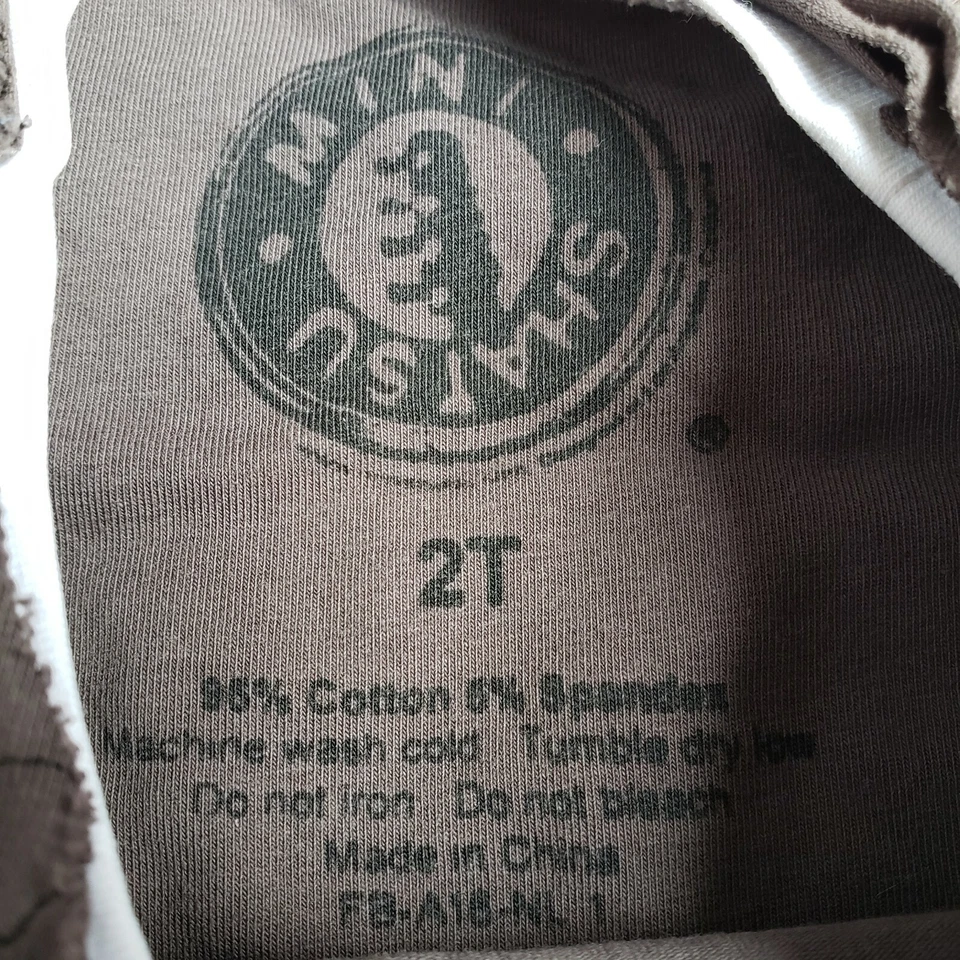 MINI
SHATSU
2T
95% Cotton 5% Spandex
Machine wash cold Tumble dry low
Do not iron Do not bleach
Made in China